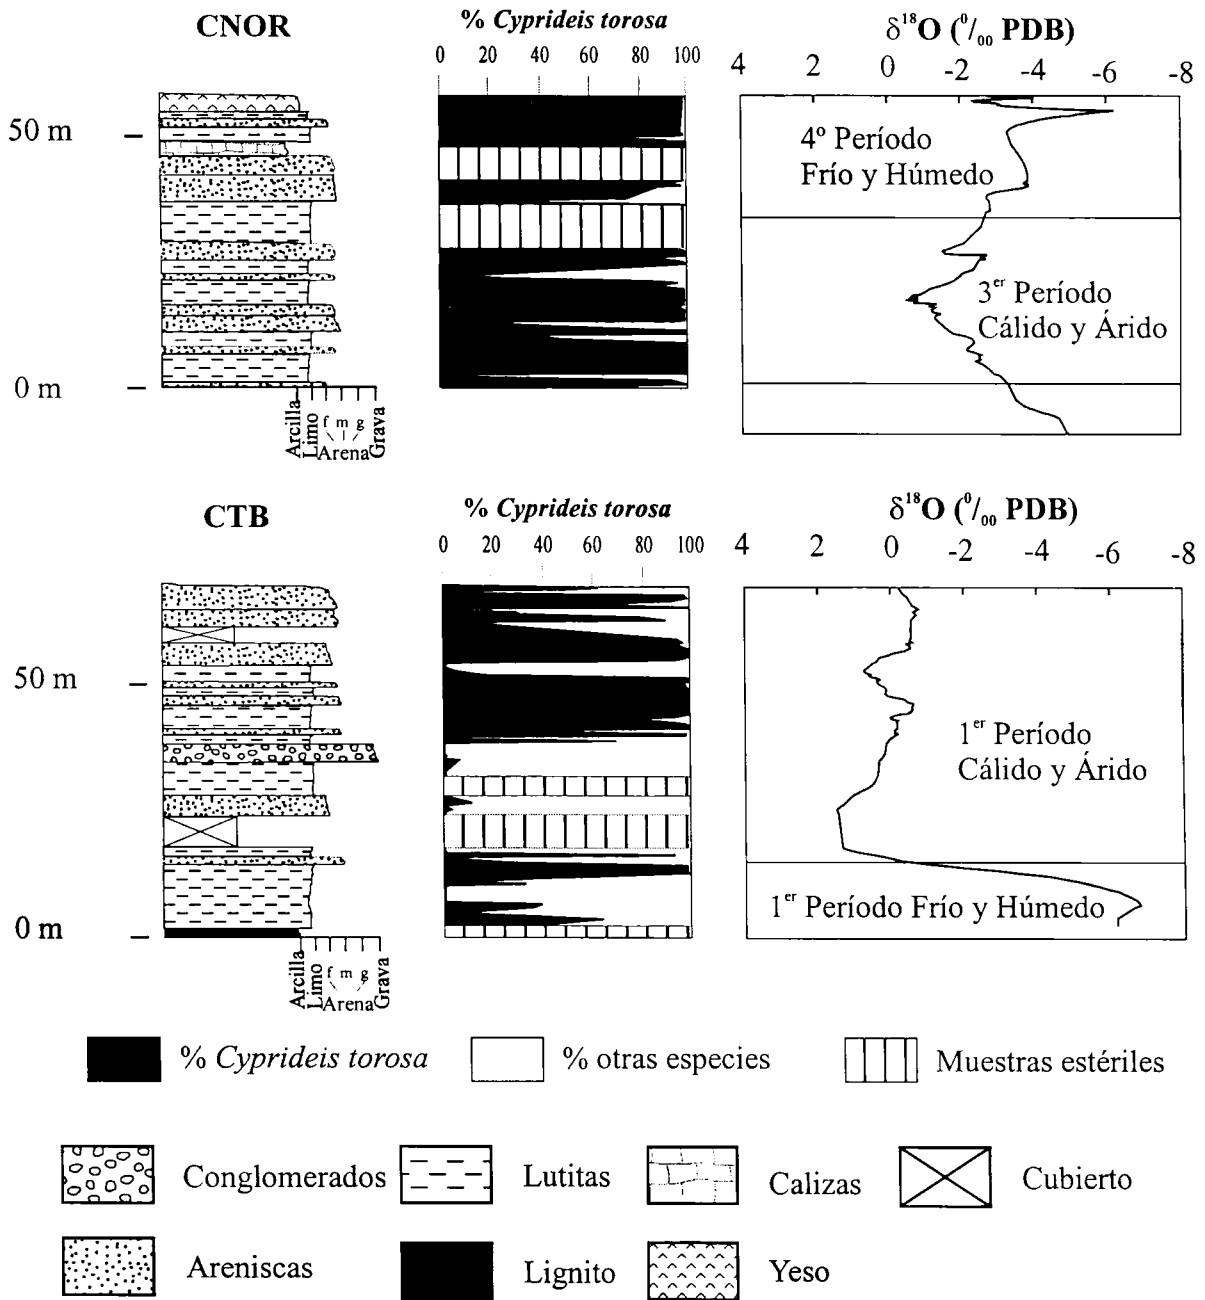 CNOR
% Cyprideis torosa
δ18O (0/00 PDB)
0 20 40 60 80 100
4 2 0 -2 -4 -6 -8
50 m
4º Período
Frío y Húmedo
3er Período
Cálido y Árido
0 m
Arcilla
Limo
f m g
Arena
Grava
CTB
% Cyprideis torosa
δ18O (0/00 PDB)
0 20 40 60 80 100
4 2 0 -2 -4 -6 -8
50 m
1er Período
Cálido y Árido
1er Período Frío y Húmedo
0 m
Arcilla
Limo
f m g
Arena
Grava
% Cyprideis torosa
% otras especies
Muestras estériles
Conglomerados
Lutitas
Calizas
Cubierto
Areniscas
Lignito
Yeso